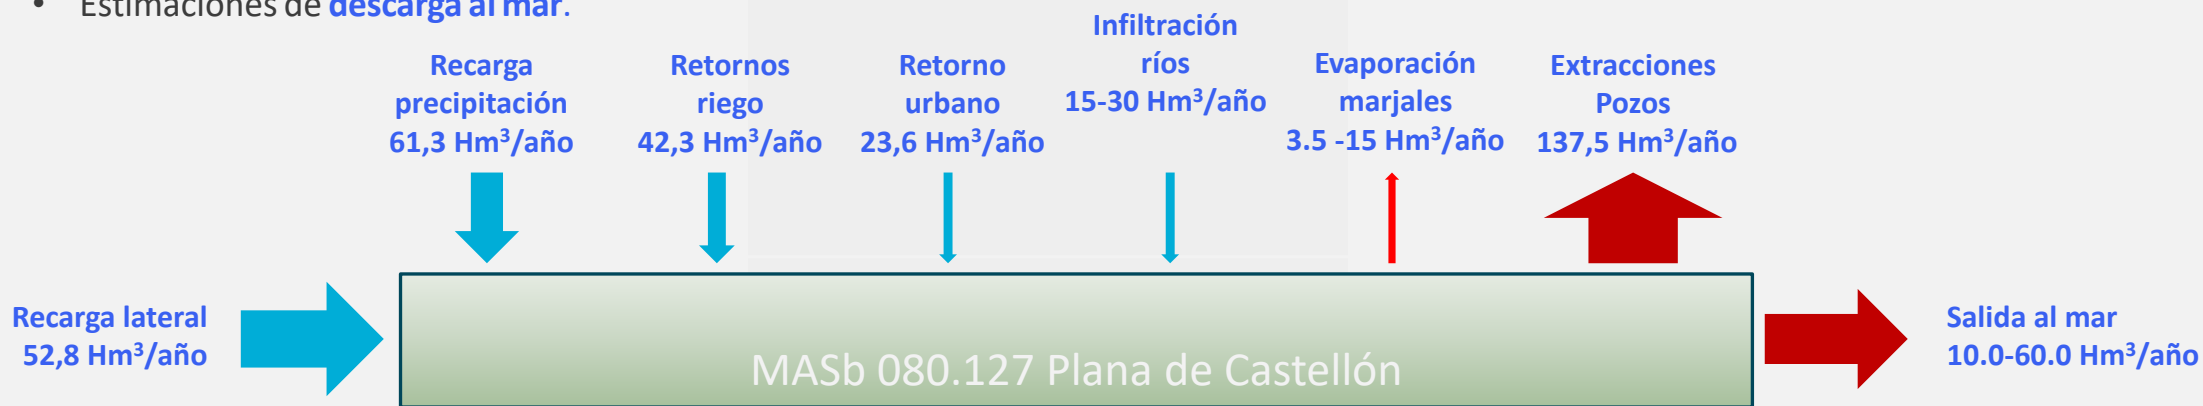 • Estimaciones de descarga al mar.
Recarga
precipitación
61,3 Hm³/año
Retornos
riego
42,3 Hm³/año
Retorno
urbano
23,6 Hm³/año
Infiltración
ríos
15-30 Hm³/año
Evaporación
marjales
3.5 -15 Hm³/año
Extracciones
Pozos
137,5 Hm³/año
Recarga lateral
52,8 Hm³/año
MASb 080.127 Plana de Castellón
Salida al mar
10.0-60.0 Hm³/año